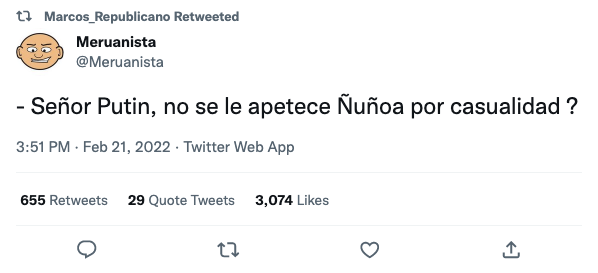 Marcos_Republicano Retweeted
Meruanista
@Meruanista
- Señor Putin, no se le apetece Ñuñoa por casualidad ?
3:51 PM · Feb 21, 2022 · Twitter Web App
655 Retweets 29 Quote Tweets 3,074 Likes